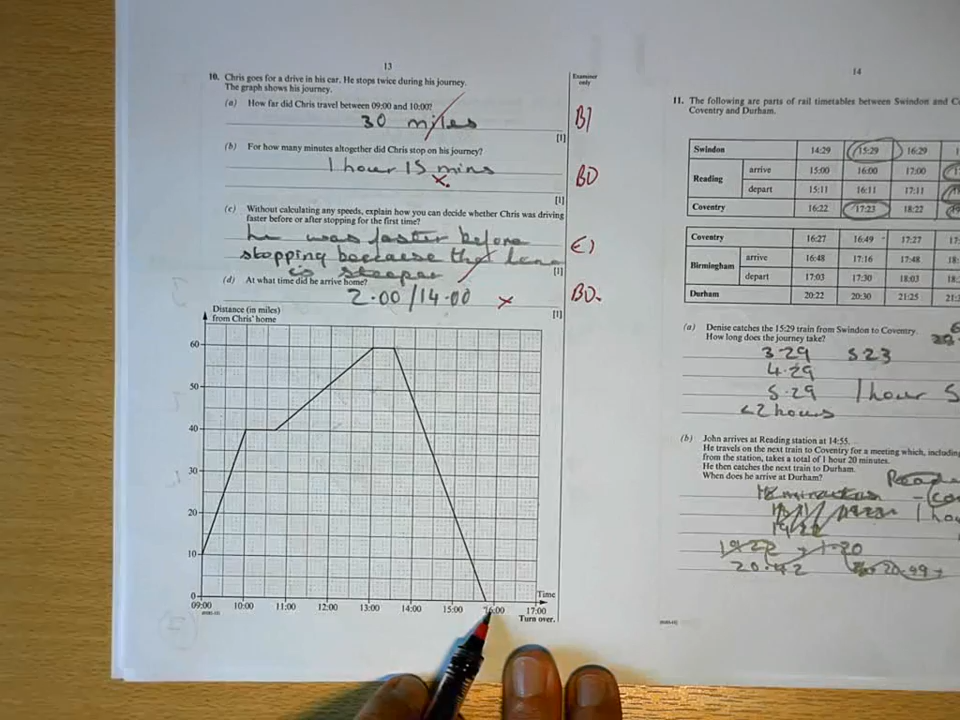 13
10. Chris goes for a drive in his car. He stops twice during his journey.
The graph shows his journey.
Examiner
only
(a) How far did Chris travel between 09:00 and 10:00?
30 miles
B1
[1]
(b) For how many minutes altogether did Chris stop on his journey?
1 hour 15 mins
B0
[1]
(c) Without calculating any speeds, explain how you can decide whether Chris was driving
faster before or after stopping for the first time?
he was faster before
stopping because that line
is steeper
E1
[1]
(d) At what time did he arrive home?
2.00/14.00
B0.
[1]
Distance (in miles)
from Chris' home
60
50
40
30
20
10
0
09:00 10:00 11:00 12:00 13:00 14:00 15:00 16:00 17:00
Time
Turn over.
14
11. The following are parts of rail timetables between Swindon and
Coventry and Durham.
Swindon 14:29 15:29 16:29
Reading arrive 15:00 16:00 17:00
depart 15:11 16:11 17:11
Coventry 16:22 17:23 18:22
Coventry 16:27 16:49 17:27
Birmingham arrive 16:48 17:16 17:48
depart 17:03 17:30 18:03
Durham 20:22 20:30 21:25
(a) Denise catches the 15:29 train from Swindon to Coventry.
How long does the journey take?
3.29 523
4.29
5.29 1 hour 5
<2 hours
(b) John arrives at Reading station at 14:55.
He travels on the next train to Coventry for a meeting which, including
from the station, takes a total of 1 hour 20 minutes.
He then catches the next train to Durham.
When does he arrive at Durham?
19.22 + 1.20
20.42